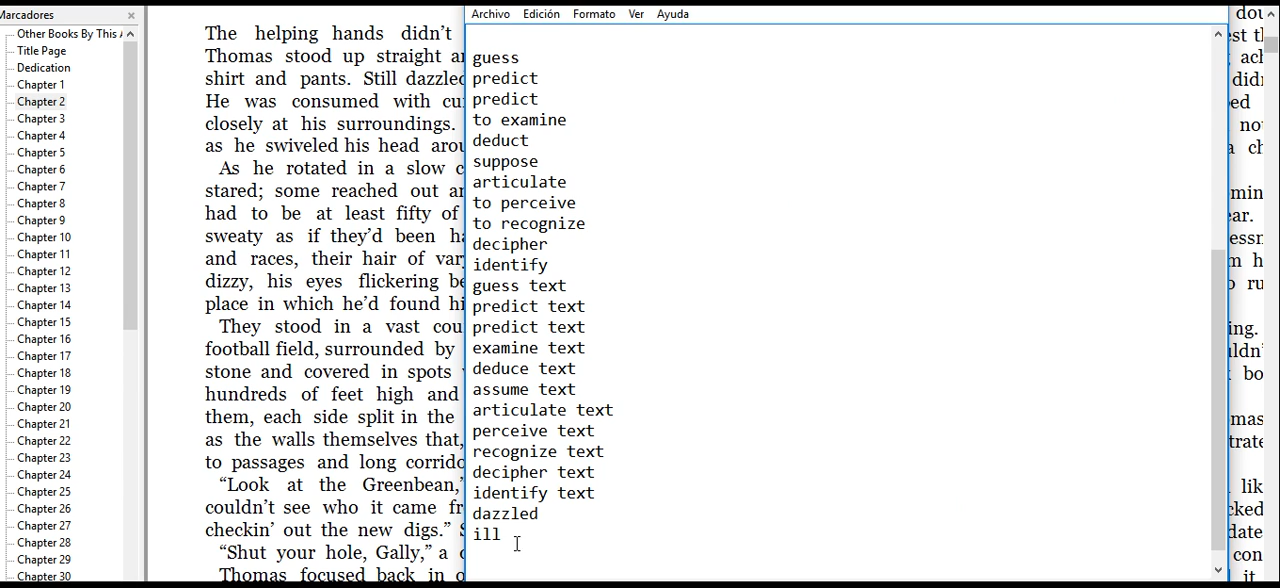 Marcadores
Other Books By This A
Title Page
Dedication
Chapter 1
Chapter 2
Chapter 3
Chapter 4
Chapter 5
Chapter 6
Chapter 7
Chapter 8
Chapter 9
Chapter 10
Chapter 11
Chapter 12
Chapter 13
Chapter 14
Chapter 15
Chapter 16
Chapter 17
Chapter 18
Chapter 19
Chapter 20
Chapter 21
Chapter 22
Chapter 23
Chapter 24
Chapter 25
Chapter 26
Chapter 27
Chapter 28
Chapter 29
Chapter 30
The helping hands didn’t
Thomas stood up straight an
shirt and pants. Still dazzled
He was consumed with cu
closely at his surroundings.
as he swiveled his head arou
As he rotated in a slow c
stared; some reached out an
had to be at least fifty of
sweaty as if they’d been ha
and races, their hair of vary
dizzy, his eyes flickering be
place in which he’d found hi
They stood in a vast cou
football field, surrounded by
stone and covered in spots
hundreds of feet high and
them, each side split in the
as the walls themselves that,
to passages and long corrido
“Look at the Greenbean,”
couldn’t see who it came fr
checkin’ out the new digs.” S
“Shut your hole, Gally,” a d
Thomas focused back in o
Archivo Edición Formato Ver Ayuda
guess
predict
predict
to examine
deduct
suppose
articulate
to perceive
to recognize
decipher
identify
guess text
predict text
predict text
examine text
deduce text
assume text
articulate text
perceive text
recognize text
decipher text
identify text
dazzled
ill